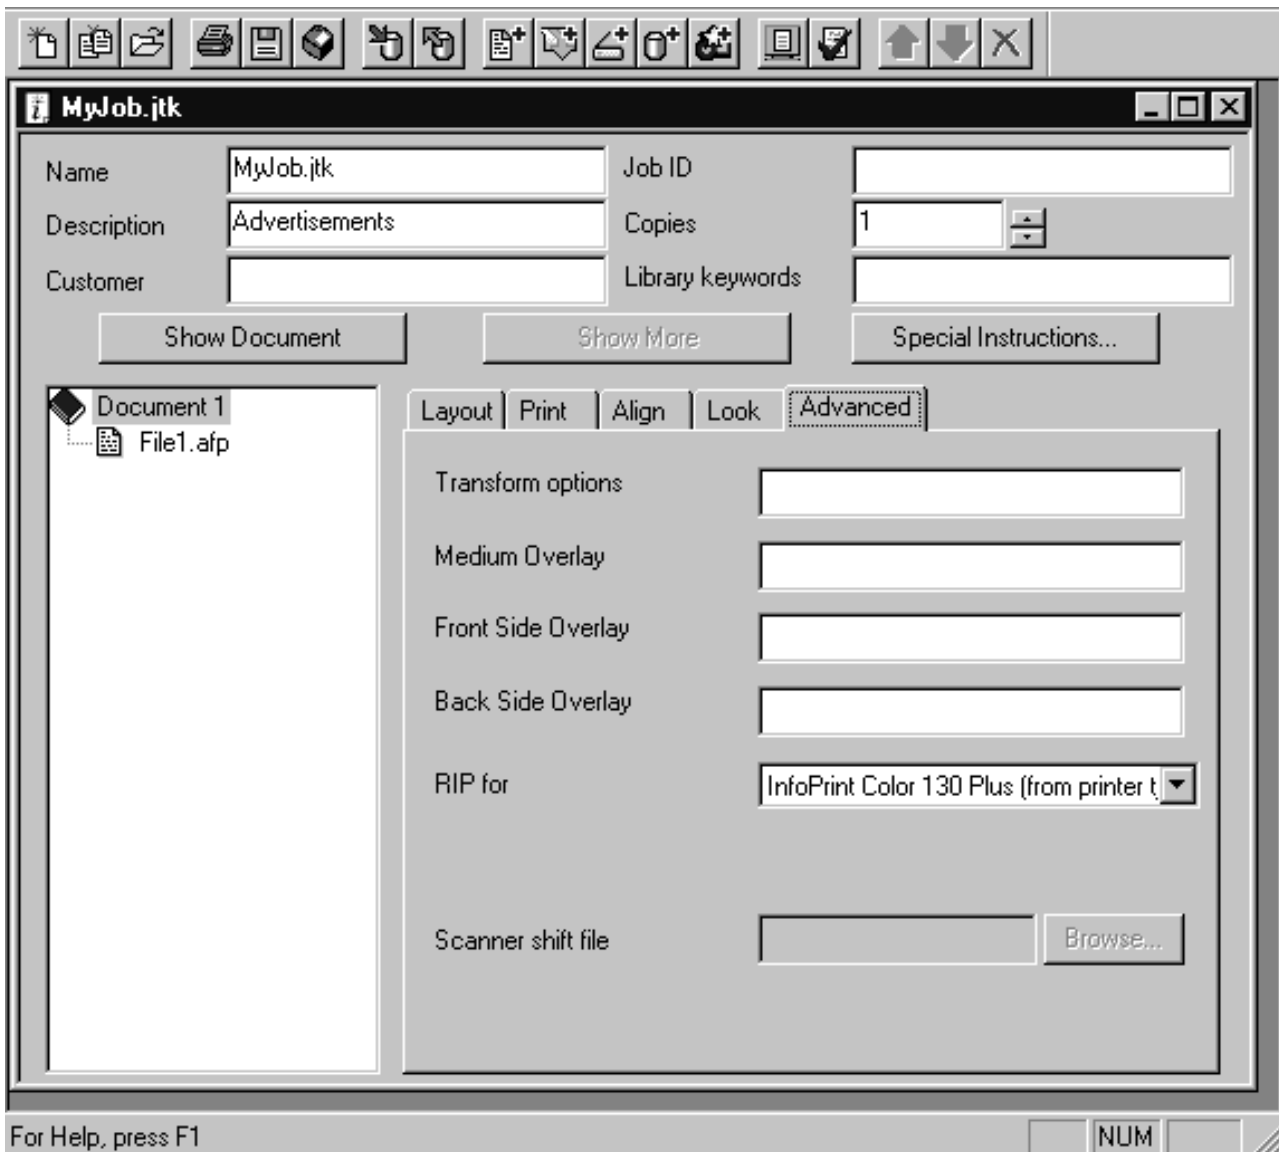 MyJob.jtk
Name MyJob.jtk Job ID
Description Advertisements Copies 1
Customer Library keywords
Show Document Show More Special Instructions...
Document 1
File1.afp
Layout Print Align Look Advanced
Transform options
Medium Overlay
Front Side Overlay
Back Side Overlay
RIP for InfoPrint Color 130 Plus (from printer t
Scanner shift file Browse...
For Help, press F1 NUM